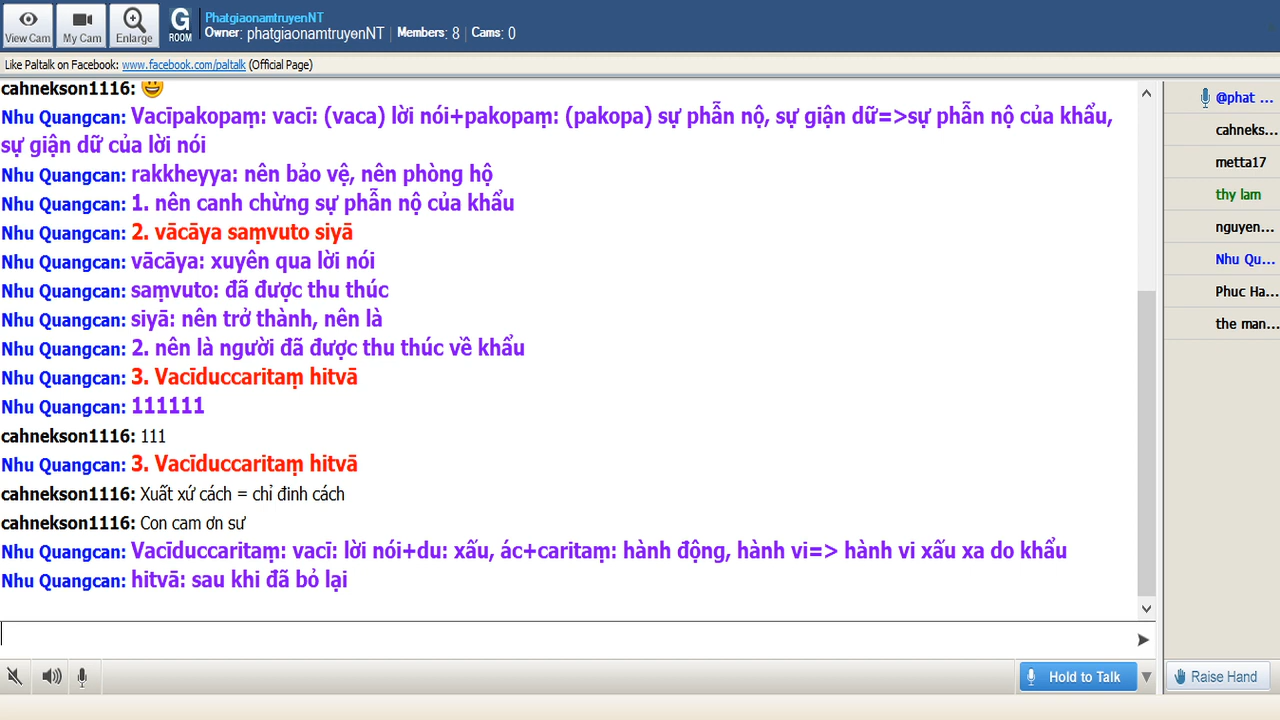 PhatgiaonamtruyenNT
View Cam
My Cam
Enlarge
G ROOM
Owner: phatgiaonamtruyenNT | Members: 8 | Cams: 0
Like Paltalk on Facebook: www.facebook.com/paltalk (Official Page)
cahnekson1116:
Nhu Quangcan: Vacīpakopaṃ: vacī: (vaca) lời nói+pakopaṃ: (pakopa) sự phẫn nộ, sự giận dữ=>sự phẫn nộ của khẩu,
sự giận dữ của lời nói
Nhu Quangcan: rakkheyya: nên bảo vệ, nên phòng hộ
Nhu Quangcan: 1. nên canh chừng sự phẫn nộ của khẩu
Nhu Quangcan: 2. vācāya saṃvuto siyā
Nhu Quangcan: vācāya: xuyên qua lời nói
Nhu Quangcan: saṃvuto: đã được thu thúc
Nhu Quangcan: siyā: nên trở thành, nên là
Nhu Quangcan: 2. nên là người đã được thu thúc về khẩu
Nhu Quangcan: 3. Vacīduccaritaṃ hitvā
Nhu Quangcan: 111111
cahnekson1116: 111
Nhu Quangcan: 3. Vacīduccaritaṃ hitvā
cahnekson1116: Xuất xứ cách = chỉ đinh cách
cahnekson1116: Con cam ơn sư
Nhu Quangcan: Vacīduccaritaṃ: vacī: lời nói+du: xấu, ác+caritaṃ: hành động, hành vi=> hành vi xấu xa do khẩu
Nhu Quangcan: hitvā: sau khi đã bỏ lại
@phat ...
cahneks...
metta17
thy lam
nguyen...
Nhu Qu...
Phuc Ha...
the man...
Hold to Talk
Raise Hand